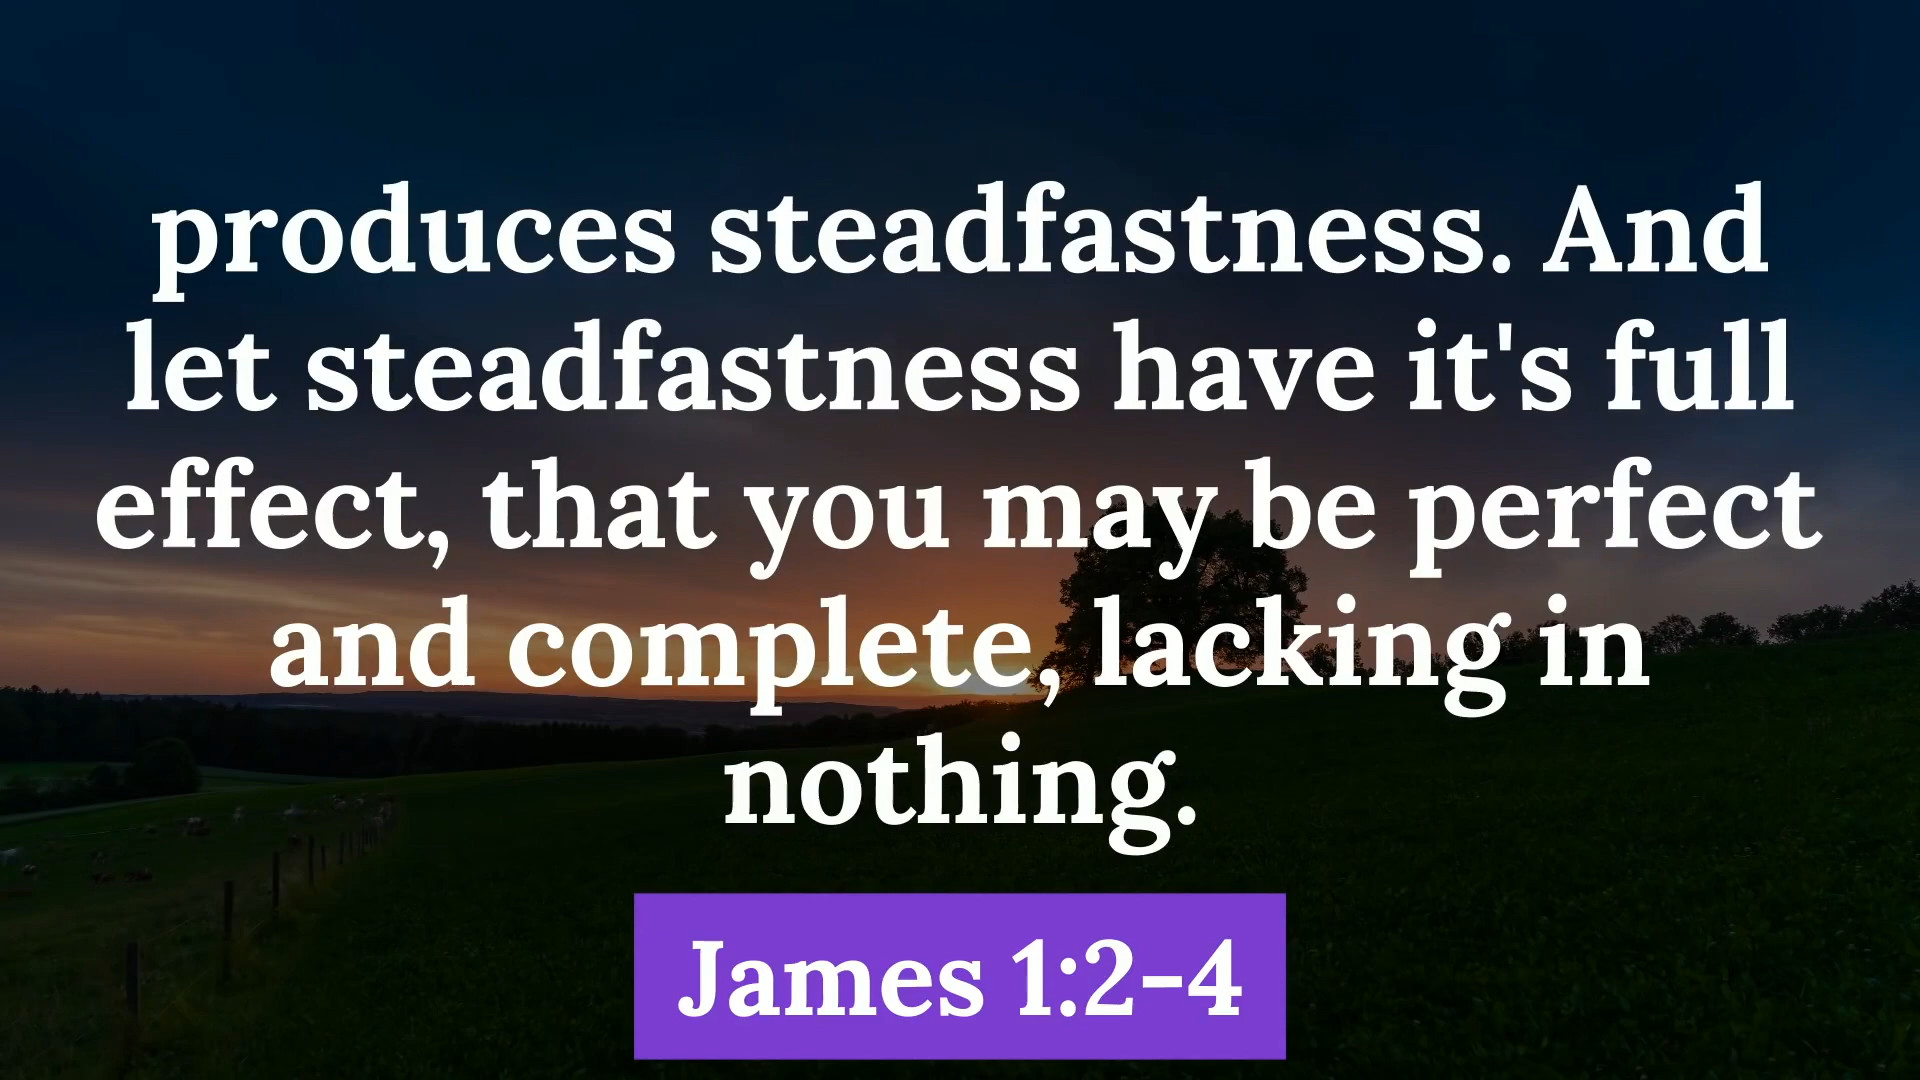 produces steadfastness. And
let steadfastness have it's full
effect, that you may be perfect
and complete, lacking in
nothing.
James 1:2-4